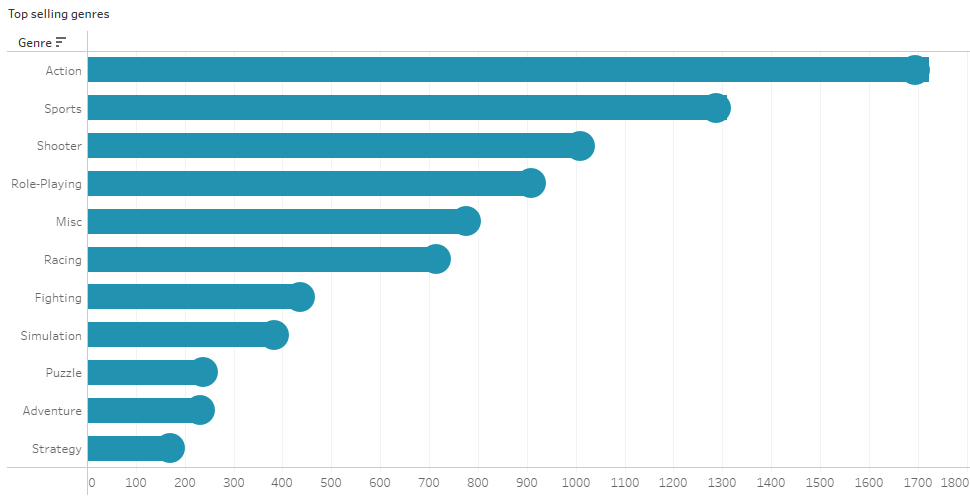 Top selling genres
Genre
Action
Sports
Shooter
Role-Playing
Misc
Racing
Fighting
Simulation
Puzzle
Adventure
Strategy
0 100 200 300 400 500 600 700 800 900 1000 1100 1200 1300 1400 1500 1600 1700 1800